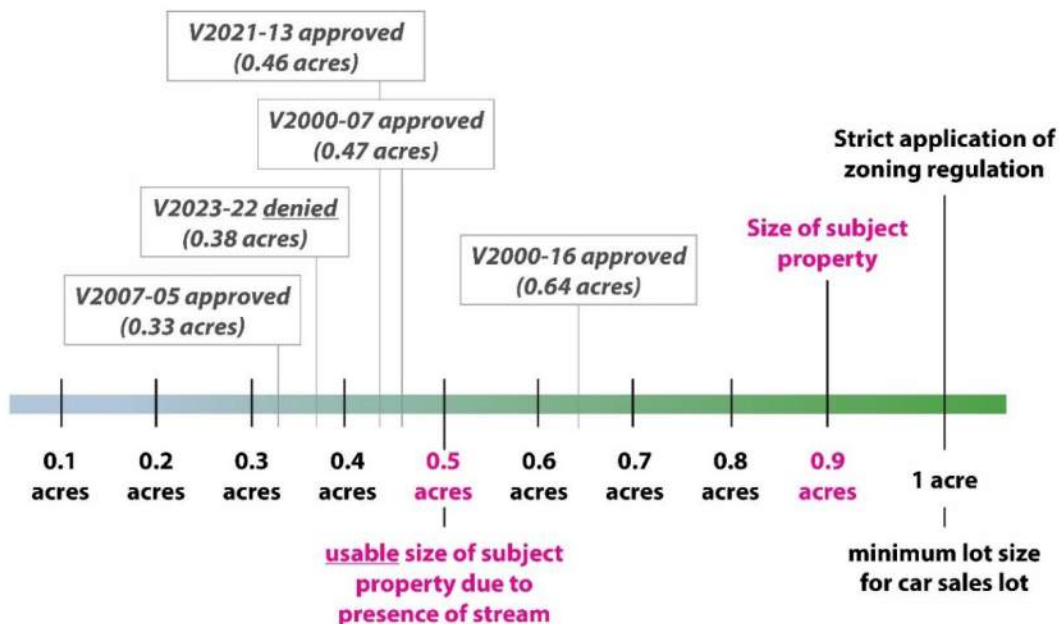 V2021-13 approved
(0.46 acres)
V2000-07 approved
(0.47 acres)
Strict application of
zoning regulation
V2023-22 denied
(0.38 acres)
Size of subject
property
V2000-16 approved
(0.64 acres)
V2007-05 approved
(0.33 acres)
0.1
acres
0.2
acres
0.3
acres
0.4
acres
0.5
acres
0.6
acres
0.7
acres
0.8
acres
0.9
acres
1 acre
usable size of subject
property due to
presence of stream
minimum lot size
for car sales lot